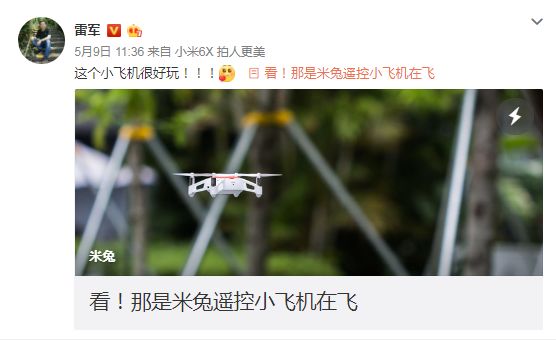 雷军
5月9日 11:36 来自 小米6X 拍人更美
这个小飞机很好玩！！！ 看！那是米兔遥控小飞机在飞
米兔
看！那是米兔遥控小飞机在飞